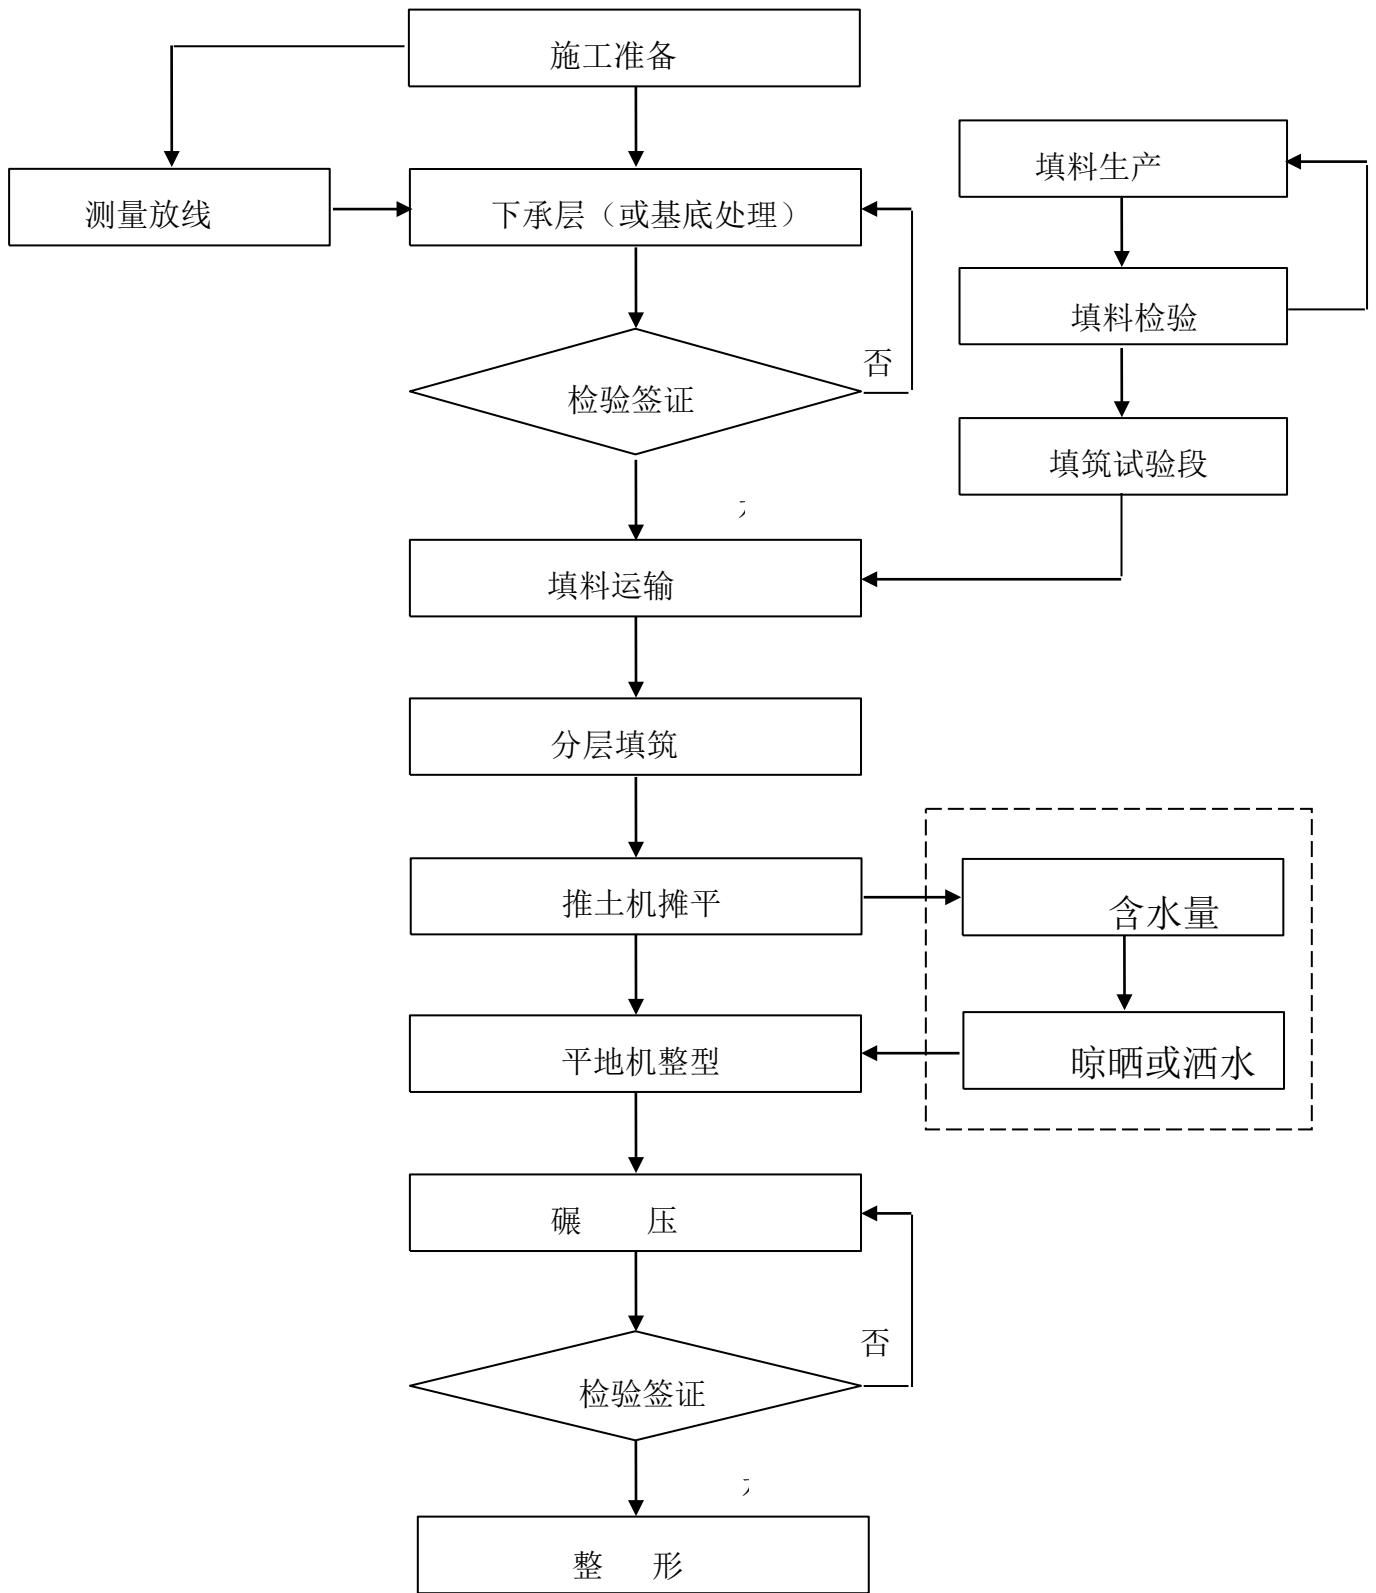 施工准备
填料生产
测量放线
下承层（或基底处理）
填料检验
否
检验签证
填筑试验段
填料运输
分层填筑
推土机摊平
含水量
平地机整型
晾晒或洒水
碾 压
否
检验签证
整 形